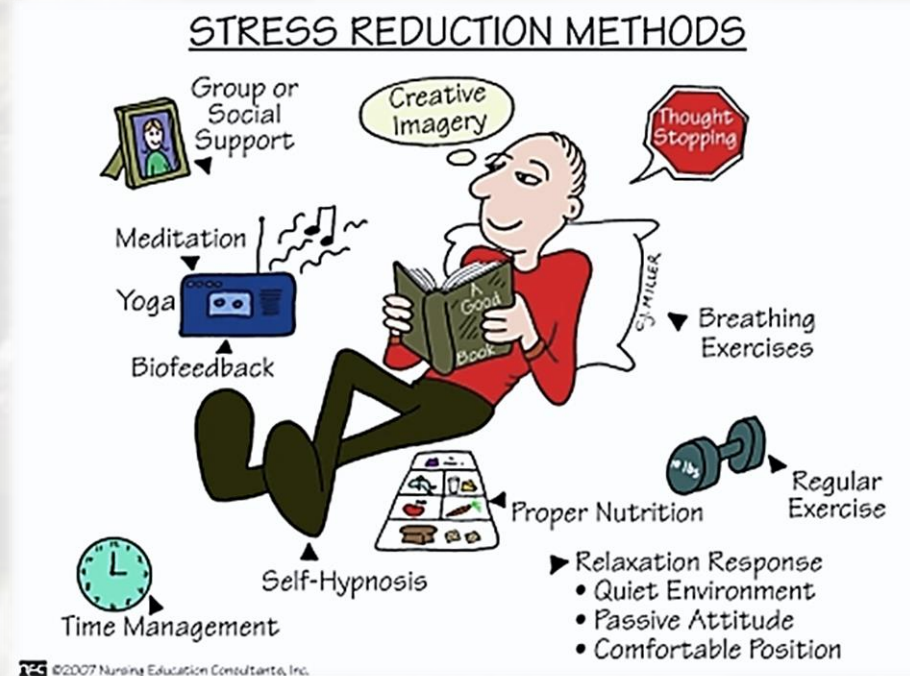 STRESS REDUCTION METHODS
Group or
Social
Support
Creative
Imagery
Thought
Stopping
Meditation
Yoga
Biofeedback
A
Good
Book
S.J. MILLER
Breathing
Exercises
10 lbs
Regular
Exercise
Proper Nutrition
Self-Hypnosis
Time Management
Relaxation Response
• Quiet Environment
• Passive Attitude
• Comfortable Position
nec ©2007 Nursing Education Consultants, Inc.